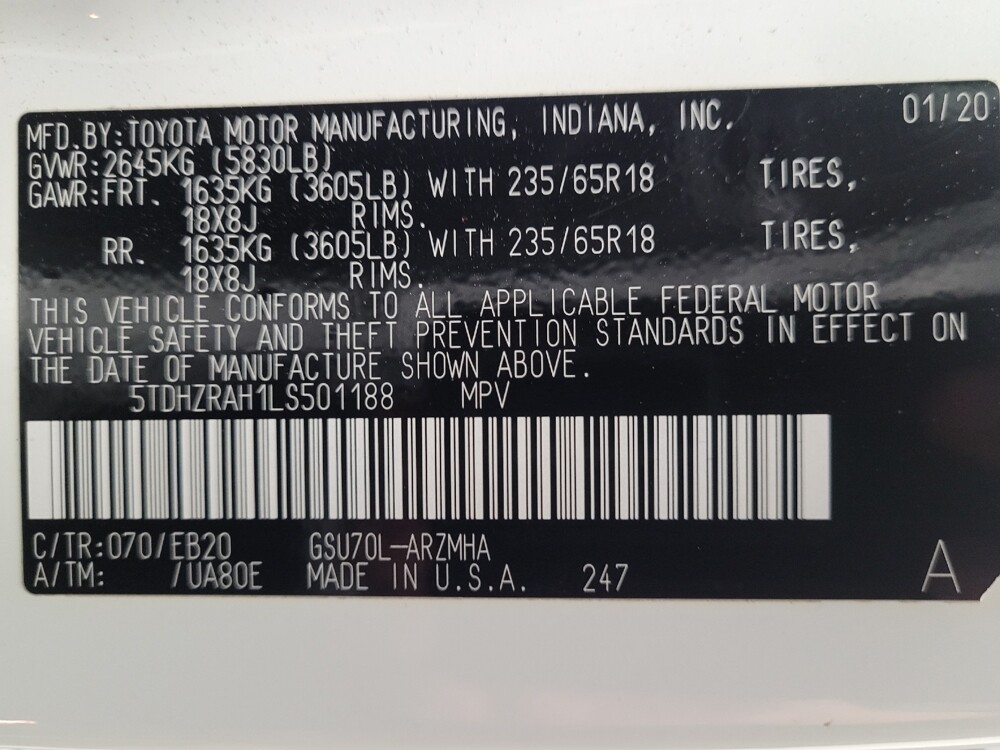 MFD.BY:TOYOTA MOTOR MANUFACTURING, INDIANA, INC. 01/20
GVWR:2645KG (5830LB)
GAWR:FRT. 1635KG (3605LB) WITH 235/65R18 TIRES,
18X8J RIMS.
RR. 1635KG (3605LB) WITH 235/65R18 TIRES,
18X8J RIMS.
THIS VEHICLE CONFORMS TO ALL APPLICABLE FEDERAL MOTOR
VEHICLE SAFETY AND THEFT PREVENTION STANDARDS IN EFFECT ON
THE DATE OF MANUFACTURE SHOWN ABOVE.
5TDHZRAH1LS501188 MPV
C/TR:070/EB20 GSU70L-ARZMHA
A/TM: /UA80E MADE IN U.S.A. 247 A